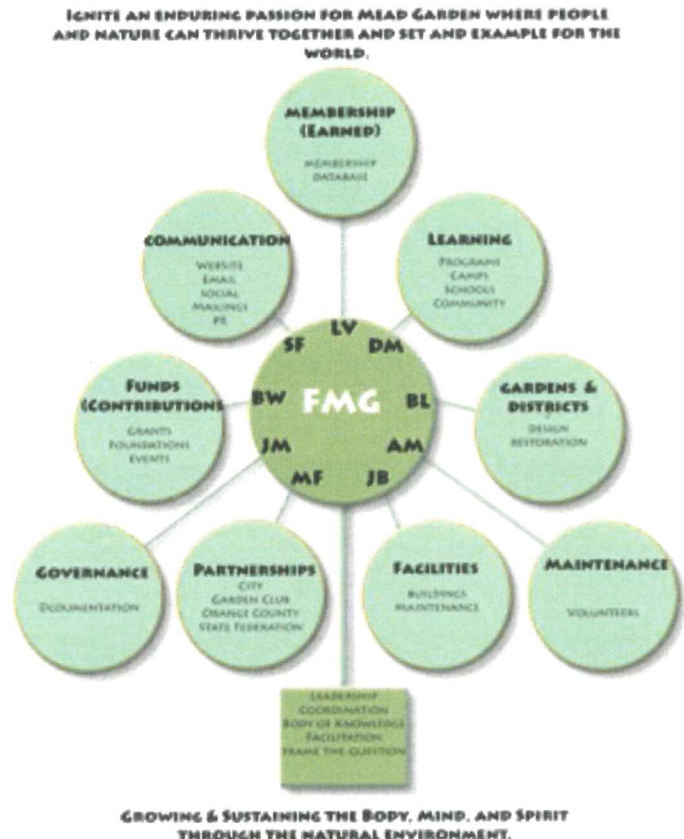 IGNITE AN ENDURING PASSION FOR MEAD GARDEN WHERE PEOPLE
AND NATURE CAN THRIVE TOGETHER AND SET AND EXAMPLE FOR THE
WORLD.
MEMBERSHIP
(EARNED)
MEMBERSHIP
DATABASE
COMMUNICATION
WEBSITE
EMAIL
SOCIAL
MAILINGS
PR
LEARNING
PROGRAMS
CAMPS
SCHOOLS
COMMUNITY
FUNDS
(CONTRIBUTIONS
GRANTS
FOUNDATIONS
EVENTS
LV
SF
DM
BW
FMG
BL
JM
AM
MF
JB
GARDENS &
DISTRICTS
DESIGN
RESTORATION
GOVERNANCE
DOCUMENTATION
PARTNERSHIPS
CITY
GARDEN CLUB
ORANGE COUNTY
STATE FEDERATION
FACILITIES
BUILDINGS
MAINTENANCE
MAINTENANCE
VOLUNTEERS
LEADERSHIP
COORDINATION
BODY OF KNOWLEDGE
FACILITATION
FRAME THE QUESTION
GROWING & SUSTAINING THE BODY, MIND, AND SPIRIT
THROUGH THE NATURAL ENVIRONMENT.